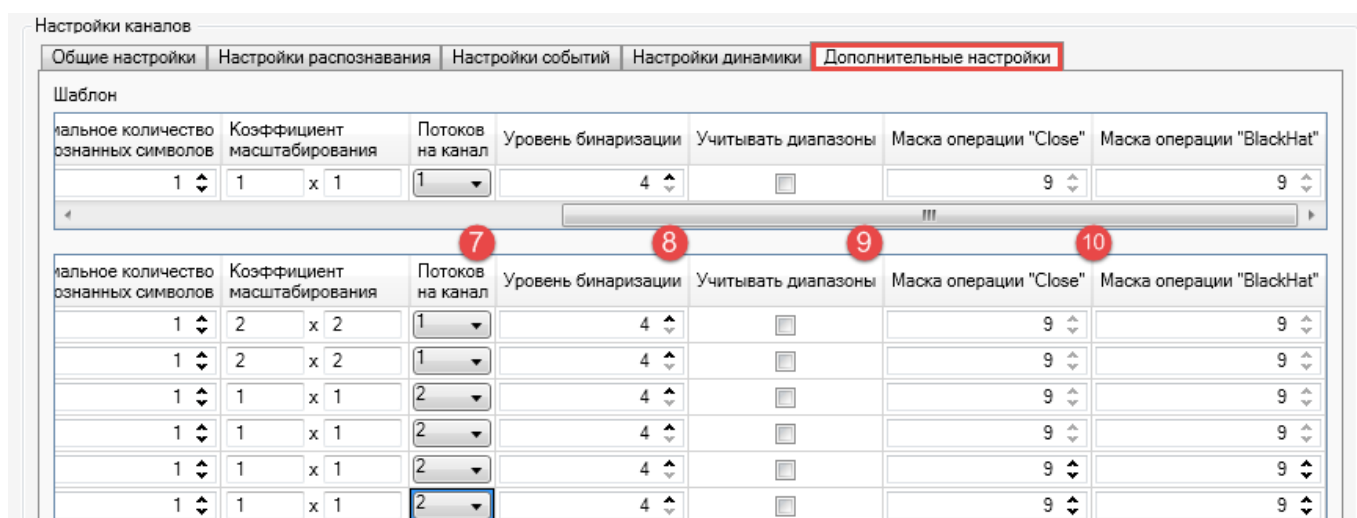 Настройки каналов
Общие настройки Настройки распознавания Настройки событий Настройки динамики Дополнительные настройки
Шаблон
иальное количество Коэффициент Потоков Уровень бинаризации Учитывать диапазоны Маска операции "Close" Маска операции "BlackHat"
ознанных символов масштабирования на канал
1 1 x 1 1 4 9 9
7 8 9 10
иальное количество Коэффициент Потоков Уровень бинаризации Учитывать диапазоны Маска операции "Close" Маска операции "BlackHat"
ознанных символов масштабирования на канал
1 2 x 2 1 4 9 9
1 2 x 2 1 4 9 9
1 1 x 1 2 4 9 9
1 1 x 1 2 4 9 9
1 1 x 1 2 4 9 9
1 1 x 1 2 4 9 9